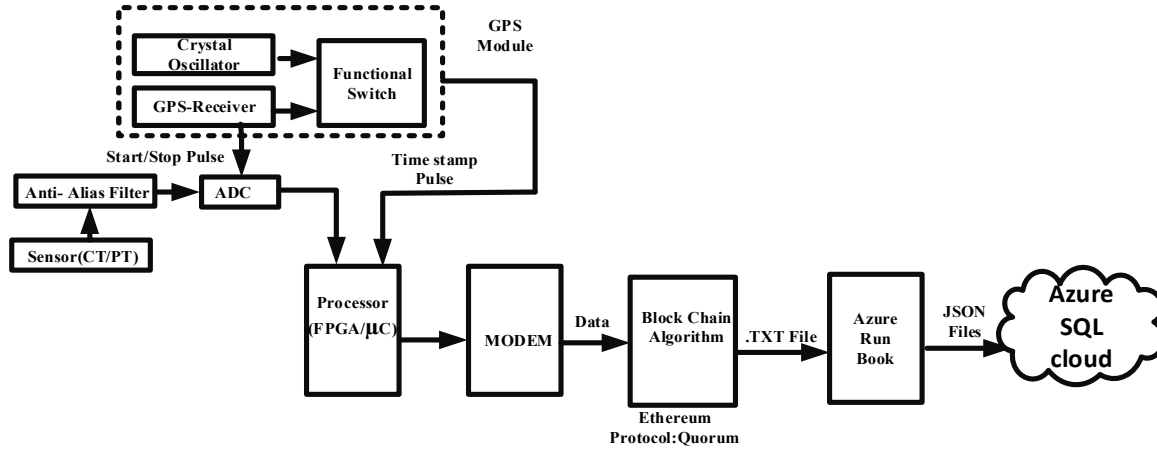 GPS
Module
Crystal
Oscillator
Functional
Switch
GPS-Receiver
Start/Stop Pulse
Time stamp
Pulse
Anti- Alias Filter
ADC
Sensor(CT/PT)
Processor
(FPGA/μC)
MODEM
Data
Block Chain
Algorithm
.TXT File
Azure
Run
Book
JSON
Files
Azure
SQL
cloud
Ethereum
Protocol:Quorum